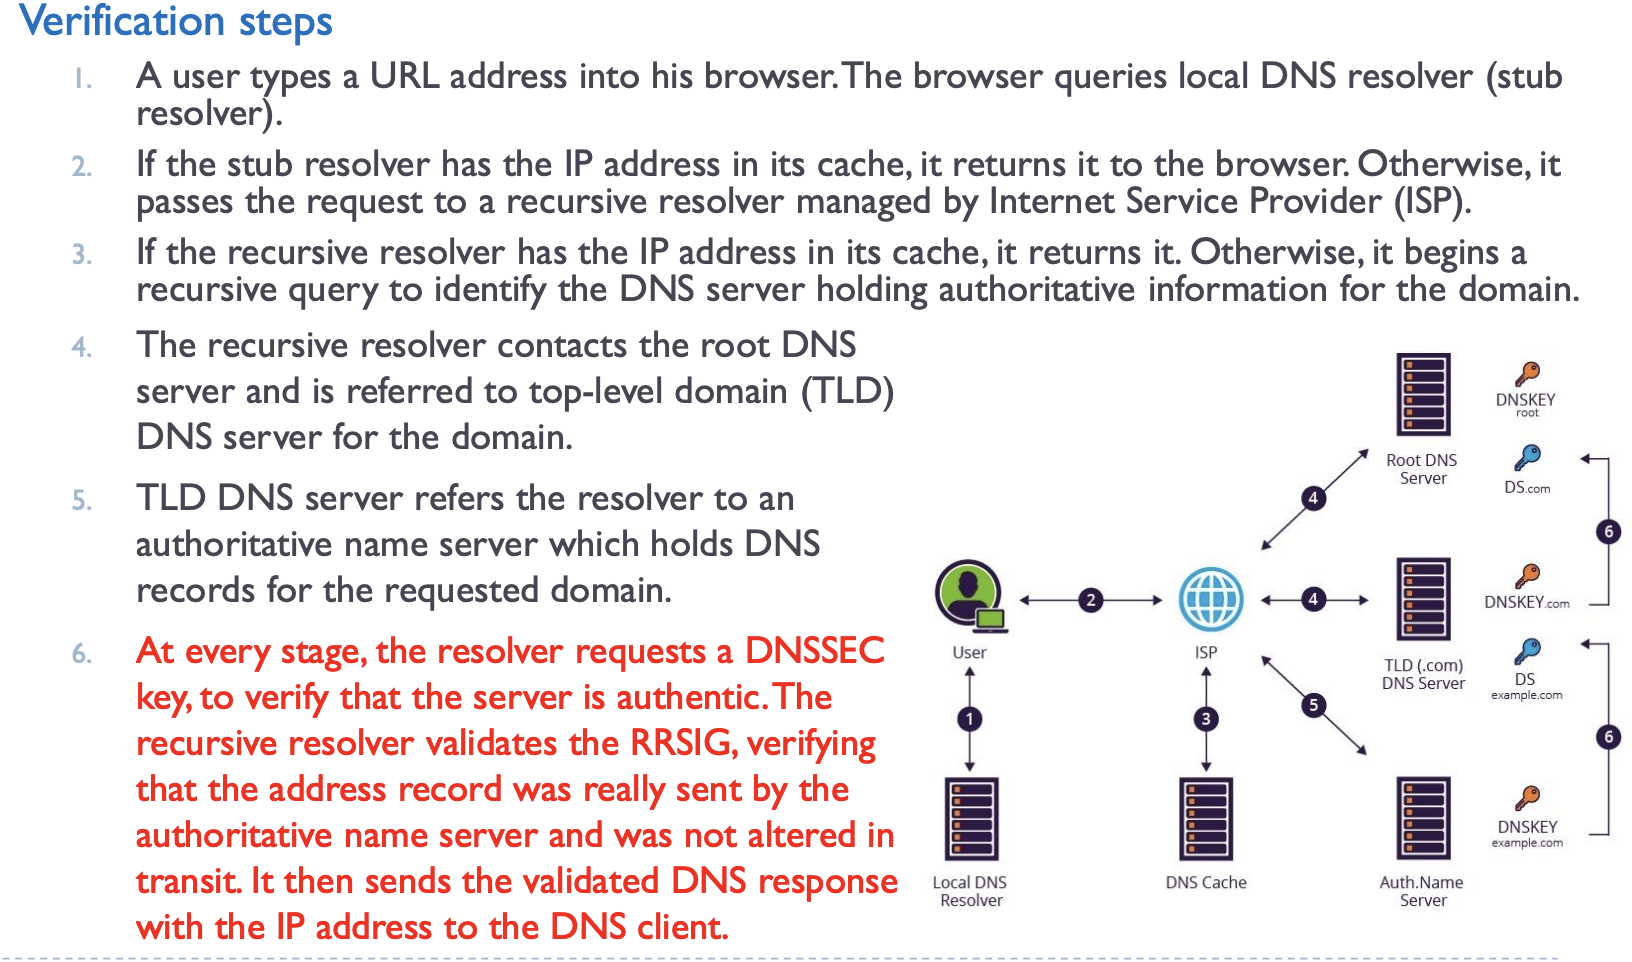 Verification steps
1. A user types a URL address into his browser. The browser queries local DNS resolver (stub
resolver).
2. If the stub resolver has the IP address in its cache, it returns it to the browser. Otherwise, it
passes the request to a recursive resolver managed by Internet Service Provider (ISP).
3. If the recursive resolver has the IP address in its cache, it returns it. Otherwise, it begins a
recursive query to identify the DNS server holding authoritative information for the domain.
4. The recursive resolver contacts the root DNS
server and is referred to top-level domain (TLD)
DNS server for the domain.
5. TLD DNS server refers the resolver to an
authoritative name server which holds DNS
records for the requested domain.
6. At every stage, the resolver requests a DNSSEC
key, to verify that the server is authentic. The
recursive resolver validates the RRSIG, verifying
that the address record was really sent by the
authoritative name server and was not altered in
transit. It then sends the validated DNS response
with the IP address to the DNS client.
DNSKEY
root
Root DNS
Server
DS.com
4
6
2
4
DNSKEY.com
User
ISP
TLD (.com)
DNS Server
DS
example.com
1
3
5
6
DNSKEY
example.com
Local DNS
Resolver
DNS Cache
Auth.Name
Server